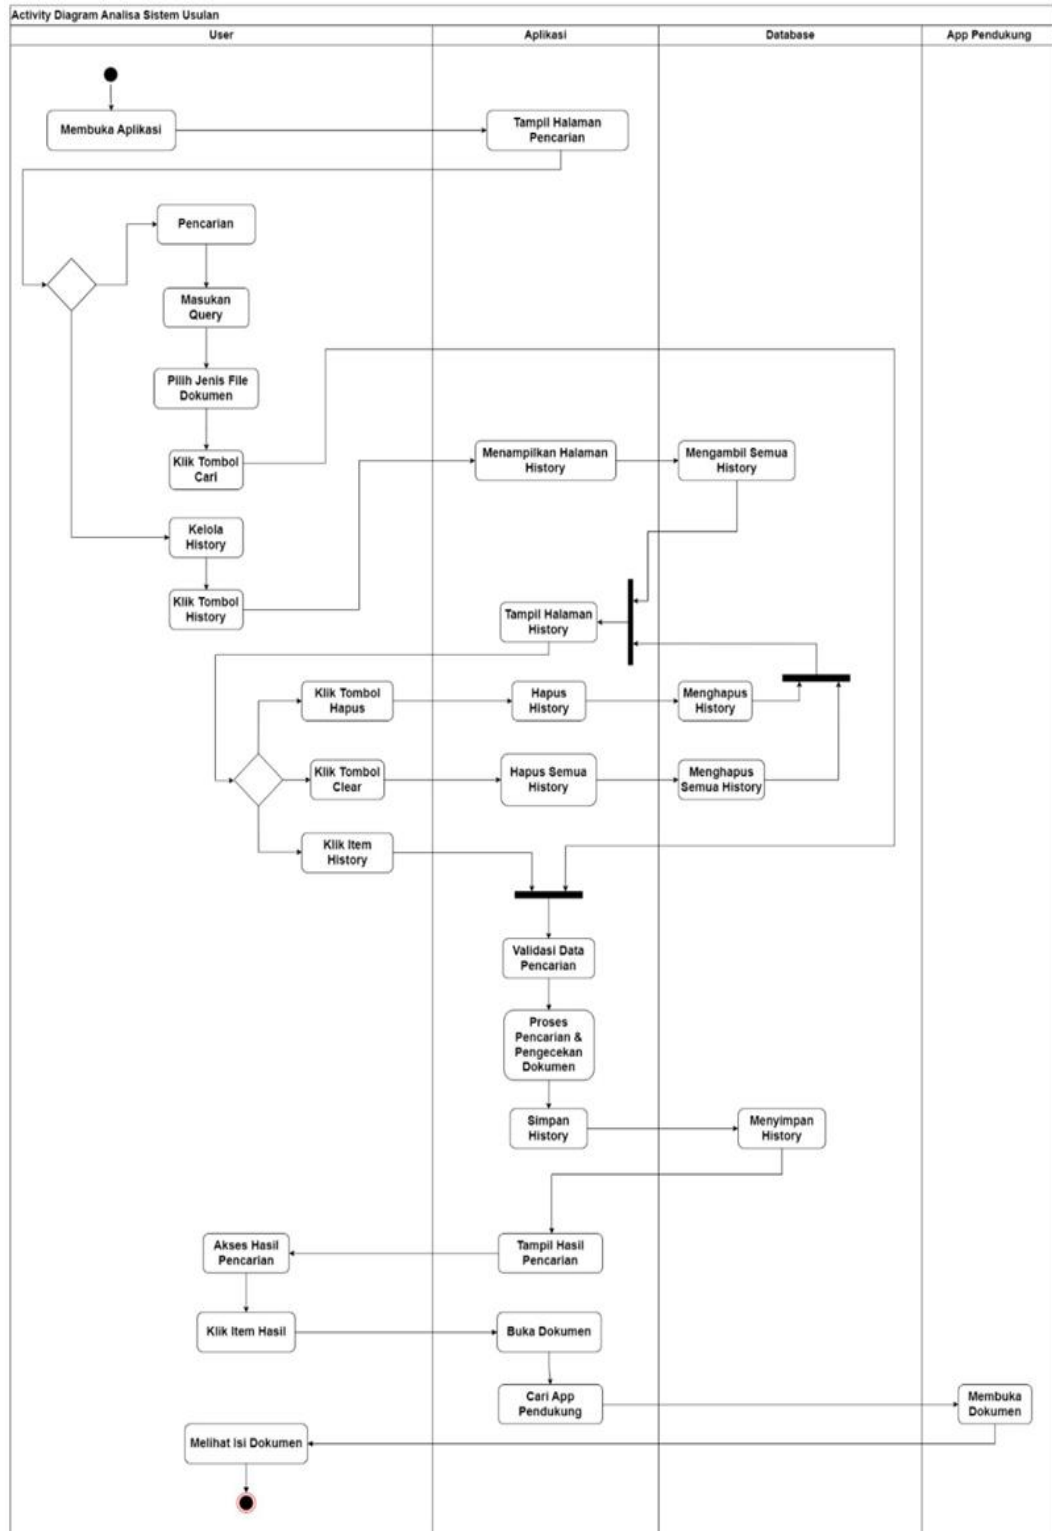 Activity Diagram Analisa Sistem Usulan
User
Aplikasi
Database
App Pendukung
Membuka Aplikasi
Tampil Halaman
Pencarian
Pencarian
Masukan
Query
Pilih Jenis File
Dokumen
Klik Tombol
Cari
Menampilkan Halaman
History
Mengambil Semua
History
Kelola
History
Klik Tombol
History
Tampil Halaman
History
Klik Tombol
Hapus
Hapus
History
Menghapus
History
Klik Tombol
Clear
Hapus Semua
History
Menghapus
Semua History
Klik Item
History
Validasi Data
Pencarian
Proses
Pencarian &
Pengecekan
Dokumen
Simpan
History
Menyimpan
History
Akses Hasil
Pencarian
Tampil Hasil
Pencarian
Klik Item Hasil
Buka Dokumen
Cari App
Pendukung
Membuka
Dokumen
Melihat Isi Dokumen